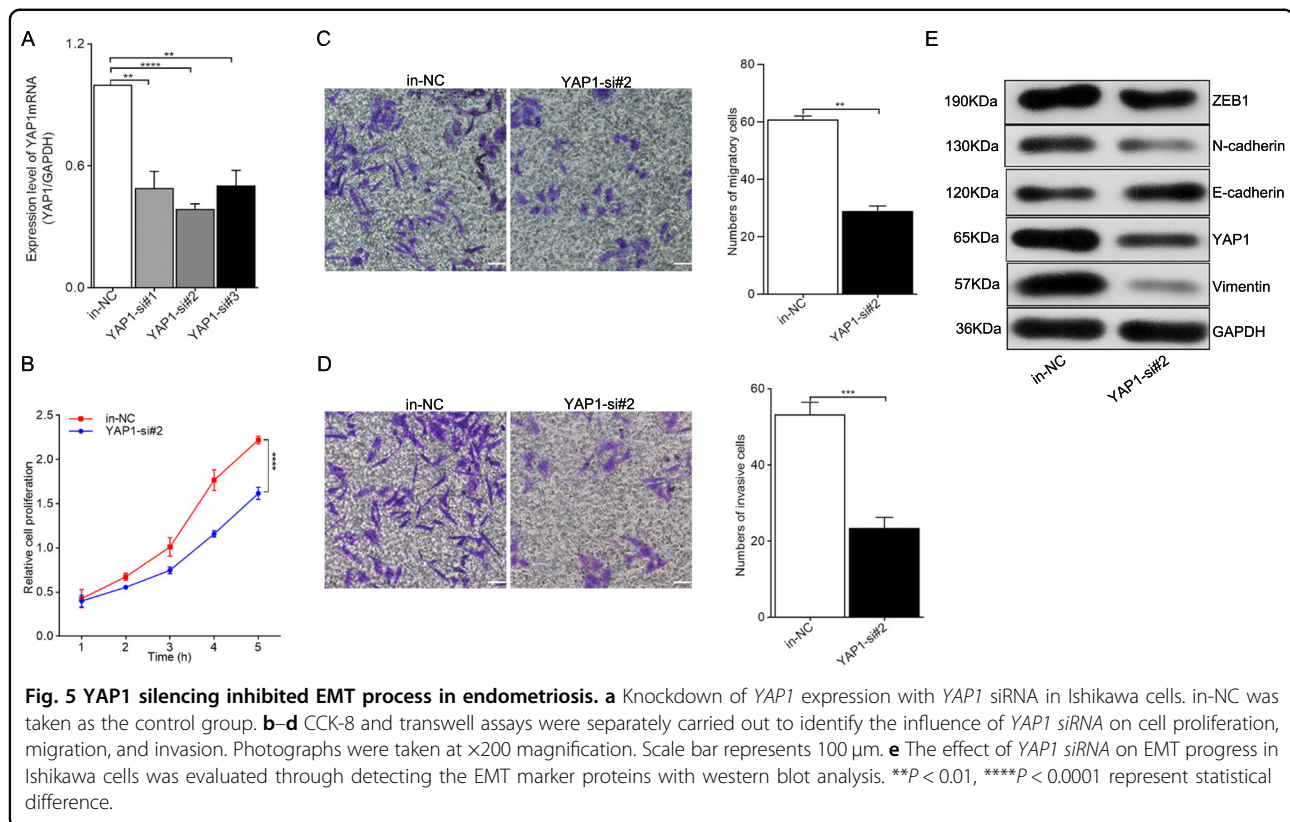 A
Expression level of YAP1mRNA
(YAP1/GAPDH)
1.2
0.6
0.0
**
****
**
in-NC
YAP1-si#1
YAP1-si#2
YAP1-si#3
B
in-NC
YAP1-si#2
Relative cell proliferation
2.5
2.0
1.5
1.0
0.5
0.0
****
1 2 3 4 5
Time (h)
C
in-NC
YAP1-si#2
Numbers of migratory cells
80
60
40
20
0
**
in-NC
YAP1-si#2
D
in-NC
YAP1-si#2
Numbers of invasive cells
60
40
20
0
***
in-NC
YAP1-si#2
E
190KDa ZEB1
130KDa N-cadherin
120KDa E-cadherin
65KDa YAP1
57KDa Vimentin
36KDa GAPDH
in-NC
YAP1-si#2
Fig. 5 YAP1 silencing inhibited EMT process in endometriosis. a Knockdown of YAP1 expression with YAP1 siRNA in Ishikawa cells. in-NC was
taken as the control group. b–d CCK-8 and transwell assays were separately carried out to identify the influence of YAP1 siRNA on cell proliferation,
migration, and invasion. Photographs were taken at ×200 magnification. Scale bar represents 100 μm. e The effect of YAP1 siRNA on EMT progress in
Ishikawa cells was evaluated through detecting the EMT marker proteins with western blot analysis. **P < 0.01, ****P < 0.0001 represent statistical
difference.